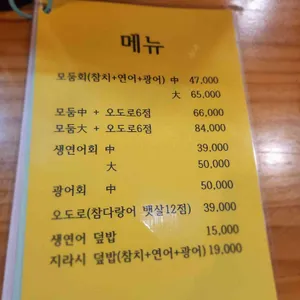 메뉴
모둠회(참치+연어+광어) 中 47,000
大 65,000
모둠中 + 오도로6점 66,000
모둠大 + 오도로6점 84,000
생연어회 中 39,000
大 50,000
광어회 中 50,000
오도로(참다랑어 뱃살12점) 39,000
생연어 덮밥 15,000
지라시 덮밥(참치+연어+광어) 19,000